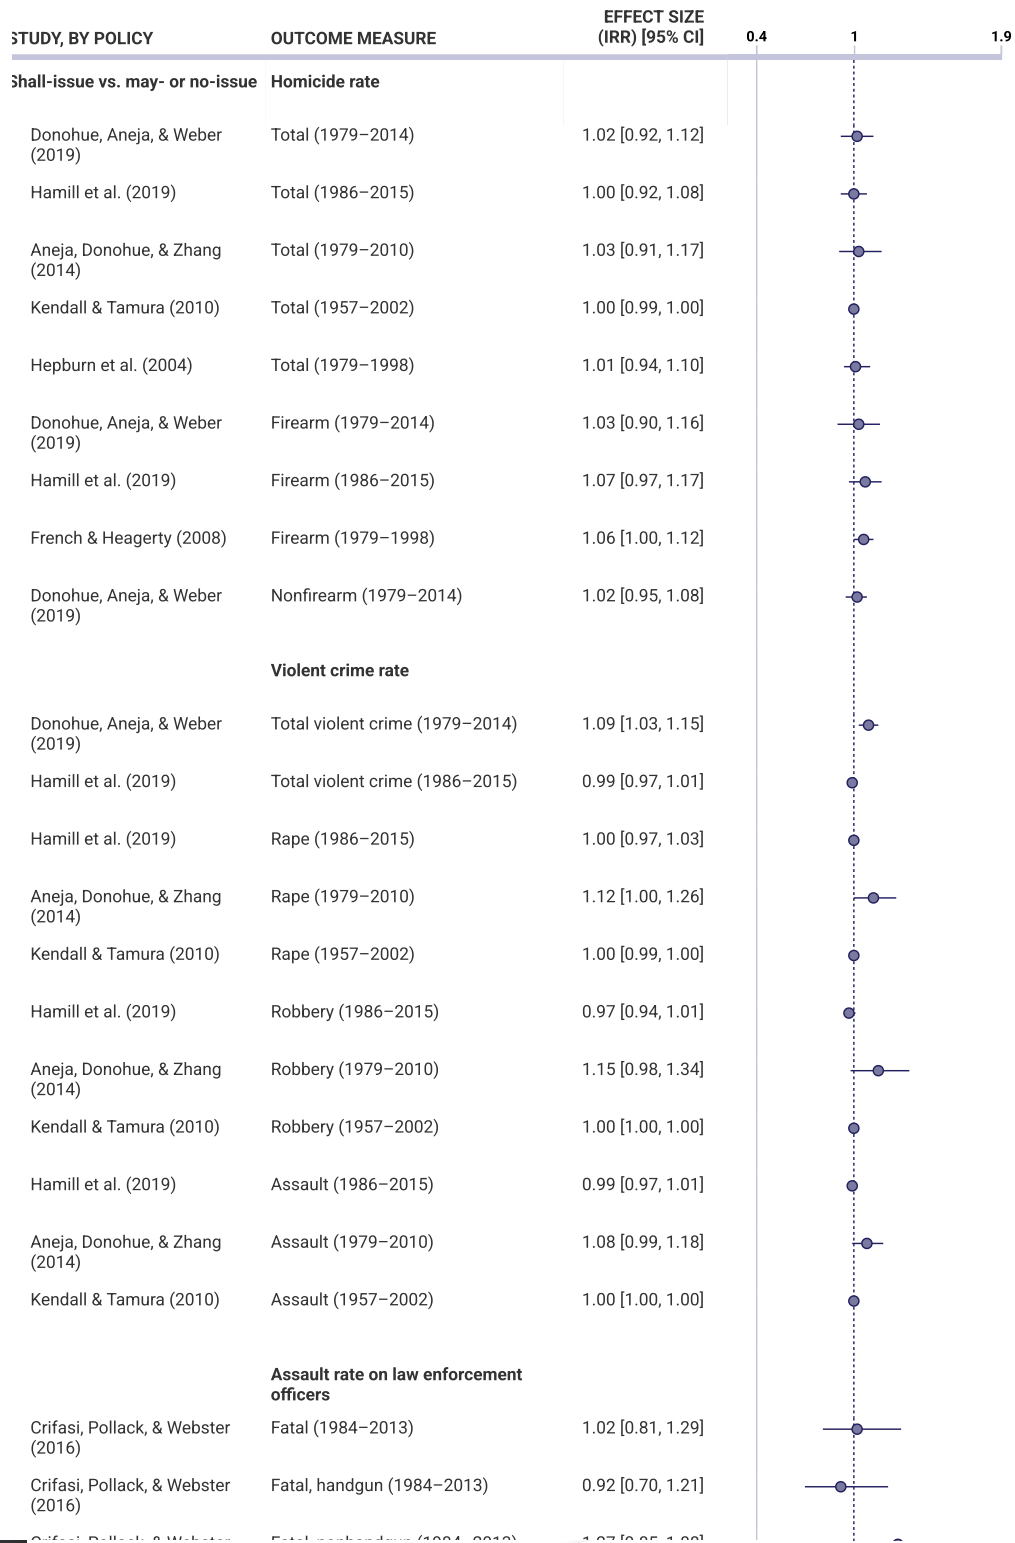 EFFECT SIZE
STUDY, BY POLICY OUTCOME MEASURE (IRR) [95% CI] 0.4 1 1.9
Shall-issue vs. may- or no-issue Homicide rate
Donohue, Aneja, & Weber Total (1979–2014) 1.02 [0.92, 1.12]
(2019)
Hamill et al. (2019) Total (1986–2015) 1.00 [0.92, 1.08]
Aneja, Donohue, & Zhang Total (1979–2010) 1.03 [0.91, 1.17]
(2014)
Kendall & Tamura (2010) Total (1957–2002) 1.00 [0.99, 1.00]
Hepburn et al. (2004) Total (1979–1998) 1.01 [0.94, 1.10]
Donohue, Aneja, & Weber Firearm (1979–2014) 1.03 [0.90, 1.16]
(2019)
Hamill et al. (2019) Firearm (1986–2015) 1.07 [0.97, 1.17]
French & Heagerty (2008) Firearm (1979–1998) 1.06 [1.00, 1.12]
Donohue, Aneja, & Weber Nonfirearm (1979–2014) 1.02 [0.95, 1.08]
(2019)
Violent crime rate
Donohue, Aneja, & Weber Total violent crime (1979–2014) 1.09 [1.03, 1.15]
(2019)
Hamill et al. (2019) Total violent crime (1986–2015) 0.99 [0.97, 1.01]
Hamill et al. (2019) Rape (1986–2015) 1.00 [0.97, 1.03]
Aneja, Donohue, & Zhang Rape (1979–2010) 1.12 [1.00, 1.26]
(2014)
Kendall & Tamura (2010) Rape (1957–2002) 1.00 [0.99, 1.00]
Hamill et al. (2019) Robbery (1986–2015) 0.97 [0.94, 1.01]
Aneja, Donohue, & Zhang Robbery (1979–2010) 1.15 [0.98, 1.34]
(2014)
Kendall & Tamura (2010) Robbery (1957–2002) 1.00 [1.00, 1.00]
Hamill et al. (2019) Assault (1986–2015) 0.99 [0.97, 1.01]
Aneja, Donohue, & Zhang Assault (1979–2010) 1.08 [0.99, 1.18]
(2014)
Kendall & Tamura (2010) Assault (1957–2002) 1.00 [1.00, 1.00]
Assault rate on law enforcement
officers
Crifasi, Pollack, & Webster Fatal (1984–2013) 1.02 [0.81, 1.29]
(2016)
Crifasi, Pollack, & Webster Fatal, handgun (1984–2013) 0.92 [0.70, 1.21]
(2016)